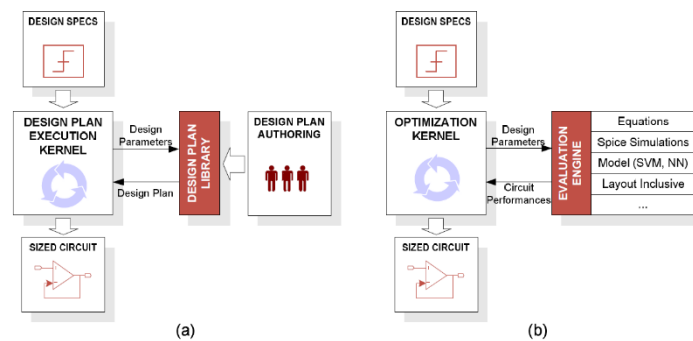 DESIGN SPECS
DESIGN PLAN
EXECUTION
KERNEL
Design
Parameters
Design Plan
DESIGN PLAN
LIBRARY
DESIGN PLAN
AUTHORING
SIZED CIRCUIT
(a)
DESIGN SPECS
OPTIMIZATION
KERNEL
Design
Parameters
Circuit
Performances
EVALUATION
ENGINE
Equations
Spice Simulations
Model (SVM, NN)
Layout Inclusive
...
SIZED CIRCUIT
(b)